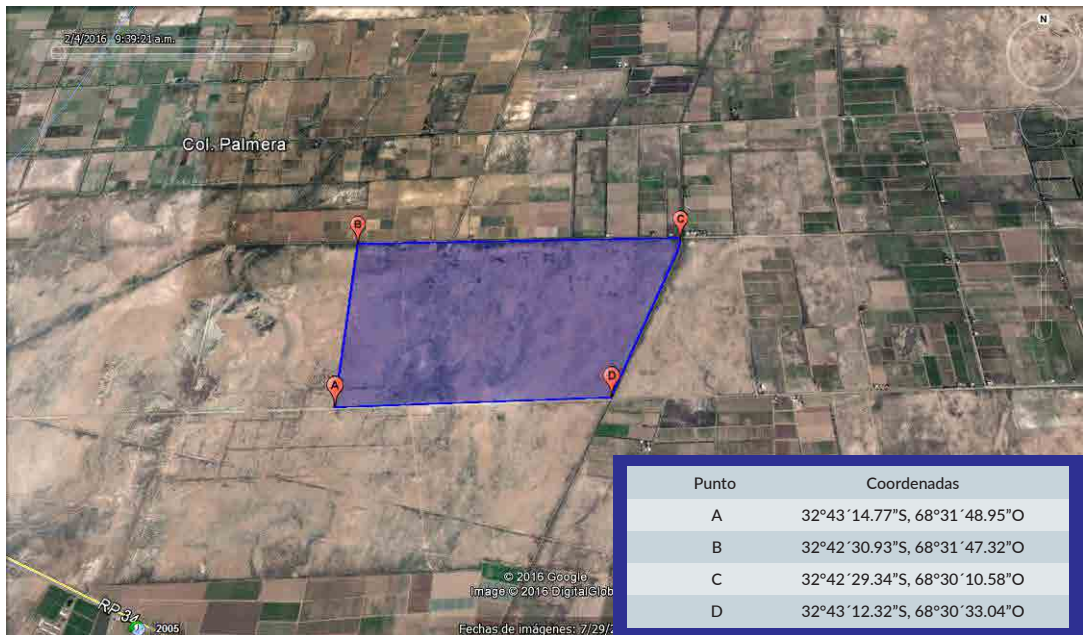 2/4/2016 9:39:21 a.m.
N
Col. Palmera
B
C
A
D
Punto Coordenadas
A 32°43´14.77”S, 68°31´48.95”O
B 32°42´30.93”S, 68°31´47.32”O
C 32°42´29.34”S, 68°30´10.58”O
D 32°43´12.32”S, 68°30´33.04”O
© 2016 Google
Image © 2016 DigitalGlob
RP 34
2005
Fechas de imágenes: 7/29/2